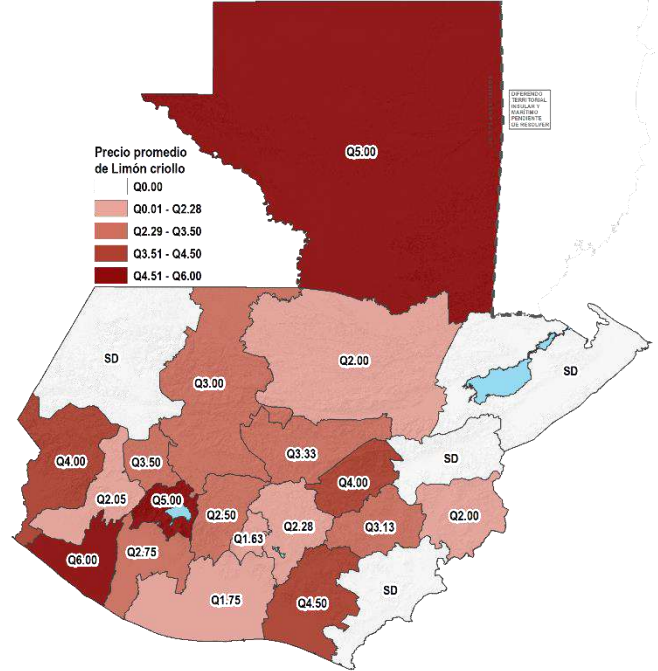 DIFERENDO
TERRITORIAL
INSULAR Y
MARÍTIMO
PENDIENTE
DE RESOLVER
Q5.00
Precio promedio
de Limón criollo
Q0.00
Q0.01 - Q2.28
Q2.29 - Q3.50
Q3.51 - Q4.50
Q4.51 - Q6.00
SD
Q2.00
Q3.00
SD
Q4.00
Q3.50
Q3.33
SD
Q4.00
Q2.05
Q5.00
Q2.50
Q2.28
Q3.13
Q2.00
Q1.63
Q6.00
Q2.75
SD
Q1.75
Q4.50